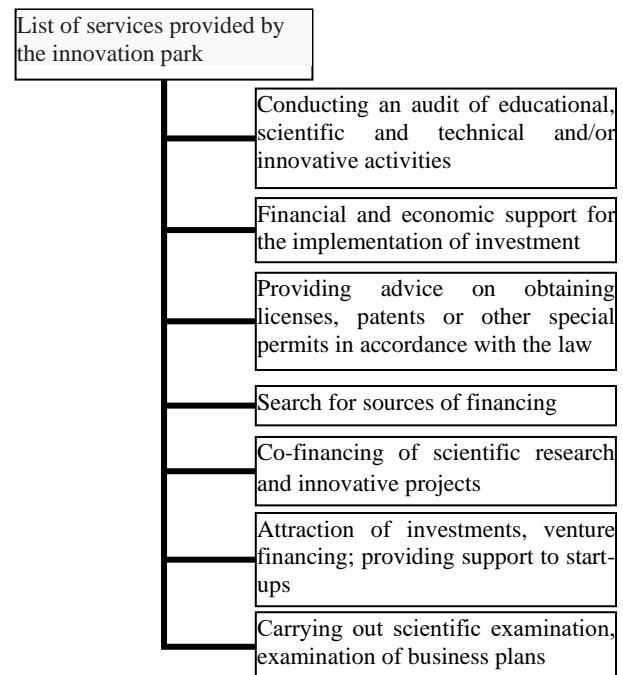 List of services provided by
the innovation park
Conducting an audit of educational,
scientific and technical and/or
innovative activities
Financial and economic support for
the implementation of investment
Providing advice on obtaining
licenses, patents or other special
permits in accordance with the law
Search for sources of financing
Co-financing of scientific research
and innovative projects
Attraction of investments, venture
financing; providing support to start-
ups
Carrying out scientific examination,
examination of business plans